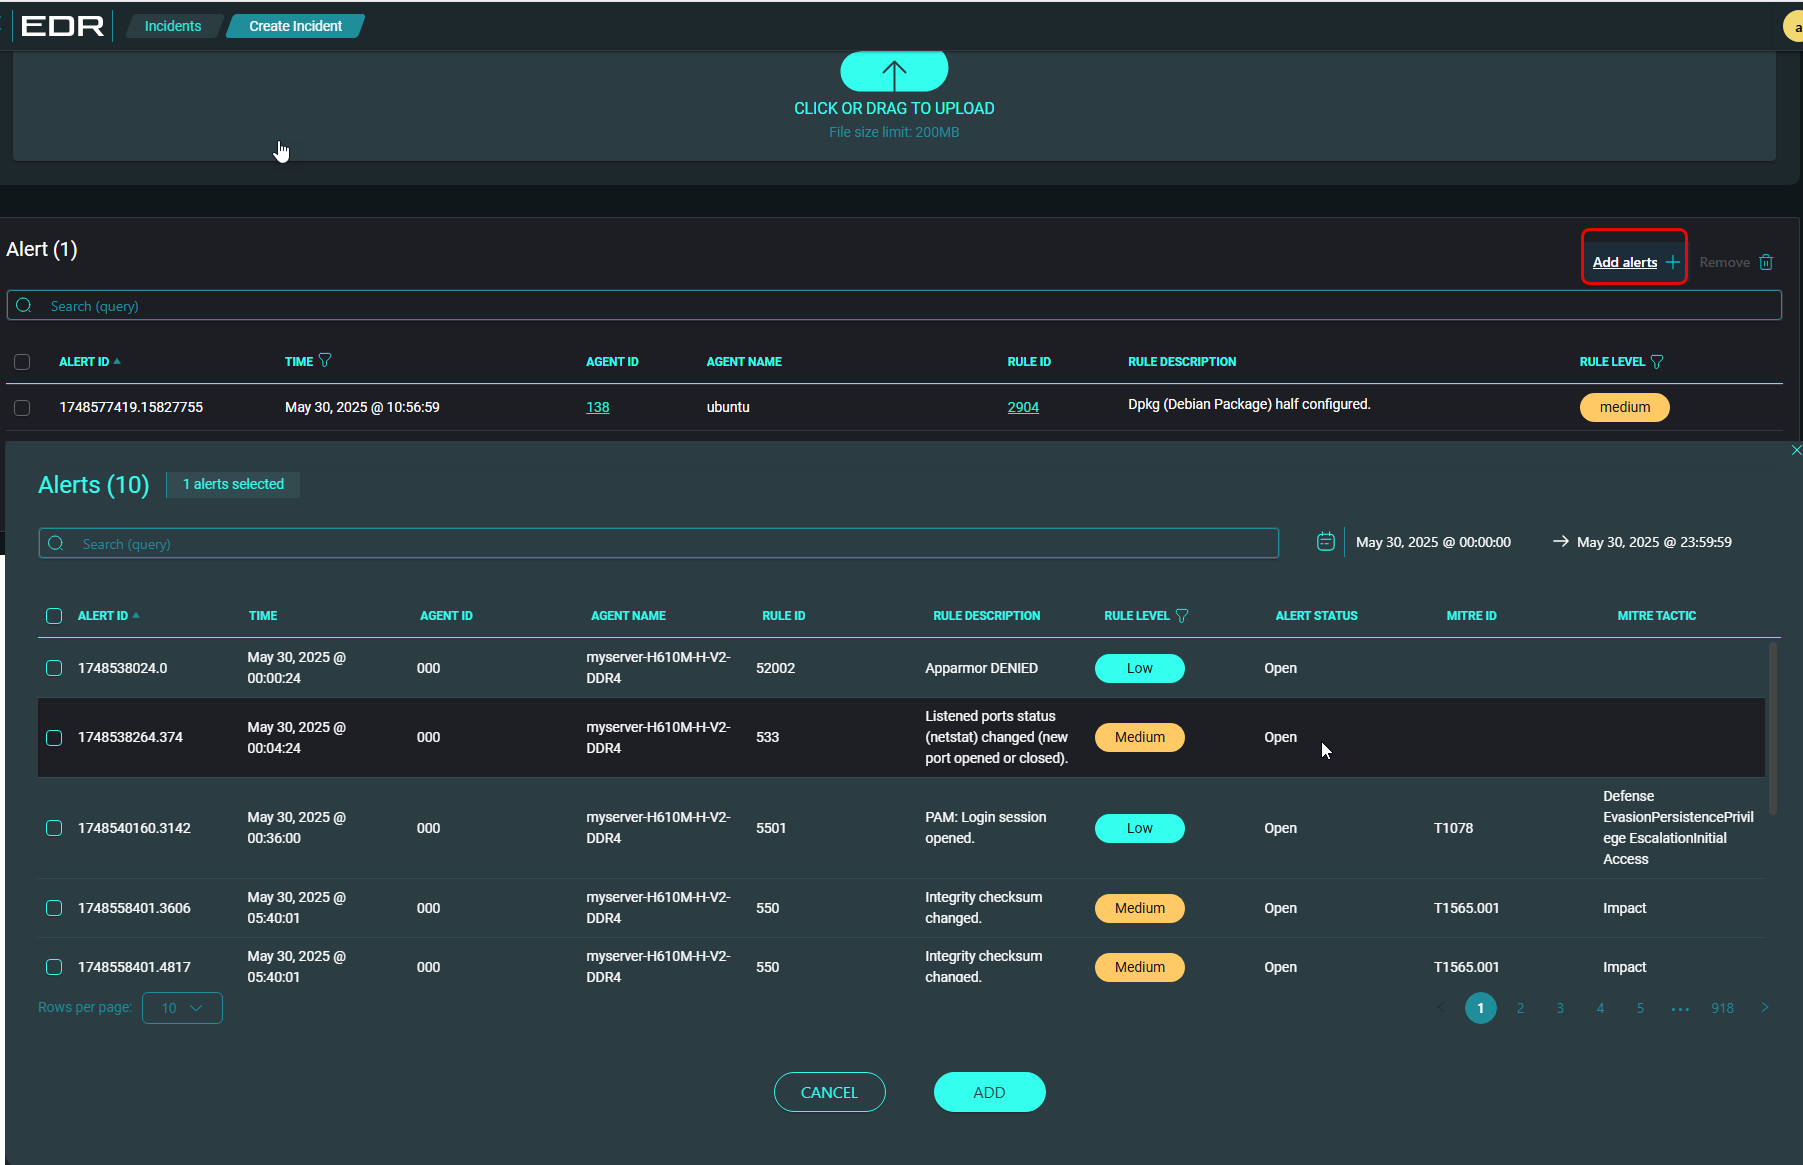 EDR
Incidents
Create Incident
a
CLICK OR DRAG TO UPLOAD
File size limit: 200MB
Alert (1)
Add alerts
Remove
Search (query)
ALERT ID TIME AGENT ID AGENT NAME RULE ID RULE DESCRIPTION RULE LEVEL
1748577419.15827755 May 30, 2025 @ 10:56:59 138 ubuntu 2904 Dpkg (Debian Package) half configured. medium
Alerts (10)
1 alerts selected
Search (query)
May 30, 2025 @ 00:00:00
May 30, 2025 @ 23:59:59
ALERT ID TIME AGENT ID AGENT NAME RULE ID RULE DESCRIPTION RULE LEVEL ALERT STATUS MITRE ID MITRE TACTIC
1748538024.0
May 30, 2025 @
00:00:24
000
myserver-H610M-H-V2-
DDR4
52002
Apparmor DENIED
Low
Open
1748538264.374
May 30, 2025 @
00:04:24
000
myserver-H610M-H-V2-
DDR4
533
Listened ports status
(netstat) changed (new
port opened or closed).
Medium
Open
1748540160.3142
May 30, 2025 @
00:36:00
000
myserver-H610M-H-V2-
DDR4
5501
PAM: Login session
opened.
Low
Open
T1078
Defense
EvasionPersistencePrivil
ege EscalationInitial
Access
1748558401.3606
May 30, 2025 @
05:40:01
000
myserver-H610M-H-V2-
DDR4
550
Integrity checksum
changed.
Medium
Open
T1565.001
Impact
1748558401.4817
May 30, 2025 @
05:40:01
000
myserver-H610M-H-V2-
DDR4
550
Integrity checksum
changed.
Medium
Open
T1565.001
Impact
Rows per page: 10
1 2 3 4 5 ••• 918
CANCEL
ADD